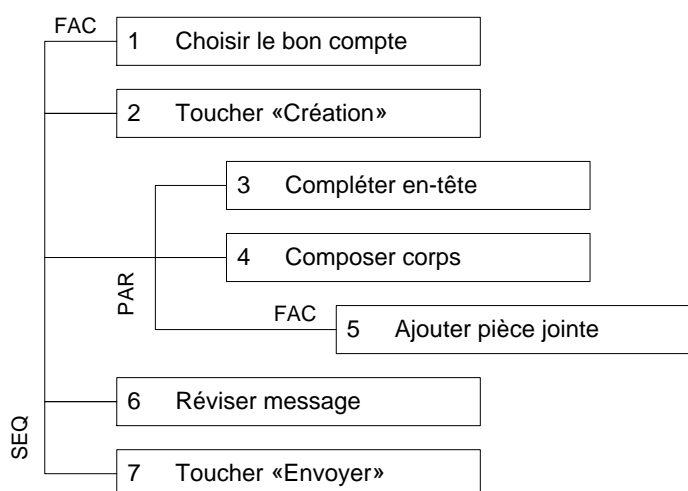 FAC
1 Choisir le bon compte
2 Toucher «Création»
3 Compléter en-tête
4 Composer corps
PAR
FAC
5 Ajouter pièce jointe
6 Réviser message
SEQ
7 Toucher «Envoyer»